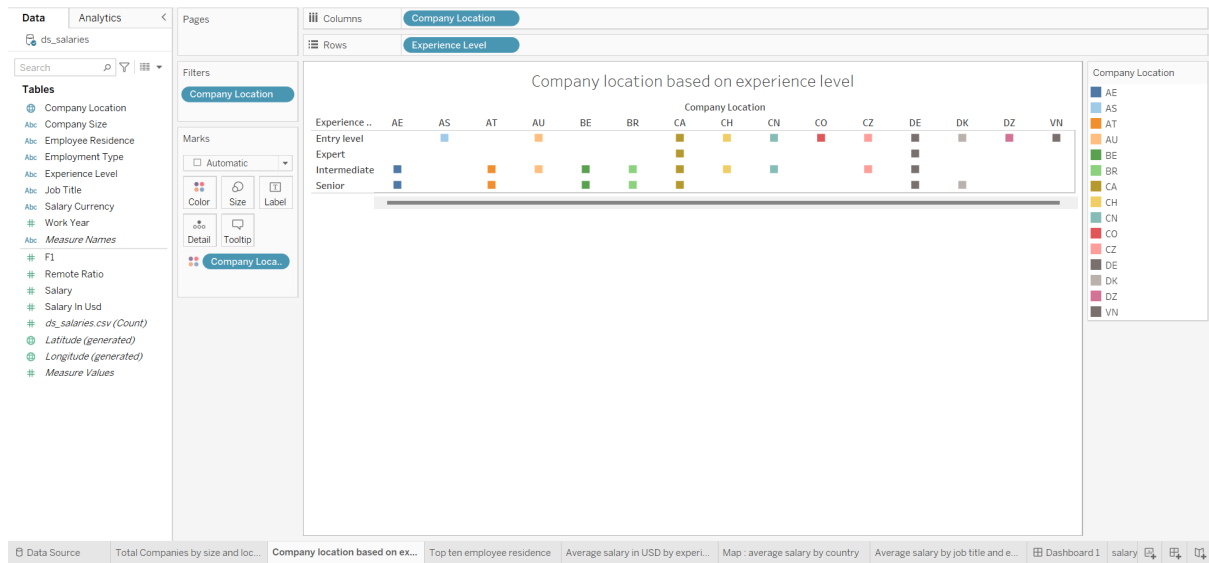 Data Analytics
ds_salaries
Search
Tables
Company Location
Abc Company Size
Abc Employee Residence
Abc Employment Type
Abc Experience Level
Abc Job Title
Abc Salary Currency
# Work Year
Abc Measure Names
# F1
# Remote Ratio
# Salary
# Salary In Usd
# ds_salaries.csv (Count)
Latitude (generated)
Longitude (generated)
# Measure Values
Pages
Filters
Company Location
Marks
Automatic
Color Size Label
Detail Tooltip
Company Loca..
Columns Company Location
Rows Experience Level
Company location based on experience level
Company Location
Experience .. AE AS AT AU BE BR CA CH CN CO CZ DE DK DZ VN
Entry level
Expert
Intermediate
Senior
Company Location
AE
AS
AT
AU
BE
BR
CA
CH
CN
CO
CZ
DE
DK
DZ
VN
Data Source Total Companies by size and loc... Company location based on ex... Top ten employee residence Average salary in USD by experi... Map : average salary by country Average salary by job title and e... Dashboard 1 salary